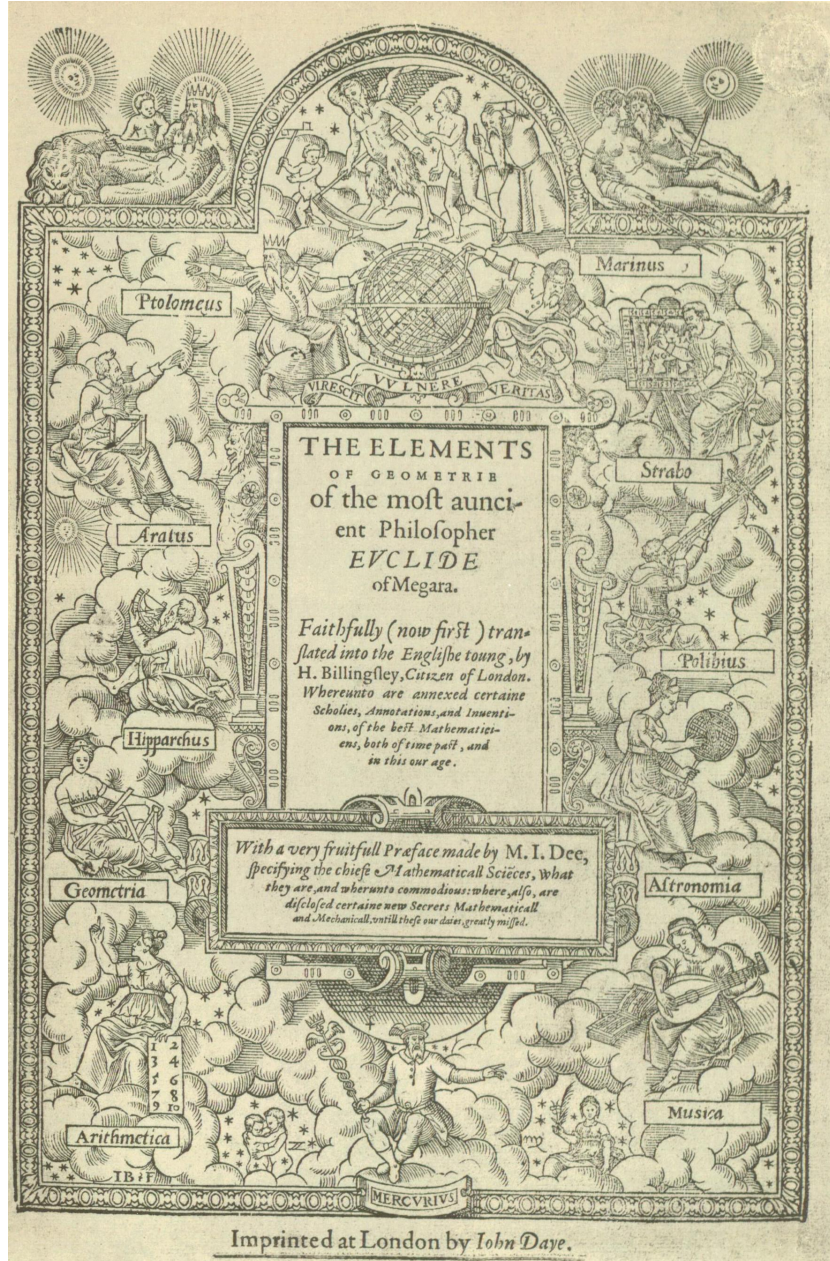 Ptolomeus
Marinus
VIRESCIT VVLNERE VERITAS
THE ELEMENTS
OF GEOMETRIE
of the moſt aunci-
ent Philoſopher
EVCLIDE
of Megara.
Faithfully (now firſt) tran-
ſlated into the Engliſhe toung, by
H. Billingſley, Citizen of London.
Whereunto are annexed certaine
Scholies, Annotations, and Inuenti-
ons, of the beſt Mathematici-
ens, both of time paſt, and
in this our age.
Aratus
Strabo
Hipparchus
Polibius
With a very fruitfull Præface made by M. I. Dee,
ſpecifying the chiefe Mathematicall Sciẽces, What
they are, and wherunto commodious: where, alſo, are
diſcloſed certaine new Secrets Mathematicall
and Mechanicall, vntill theſe our daies, greatly miſſed.
Geometria
Aſtronomia
1 2
3 4
5 6
7 8
9 10
Arithmetica
Musica
IB·F
MERCVRIVS
Imprinted at London by Iohn Daye.